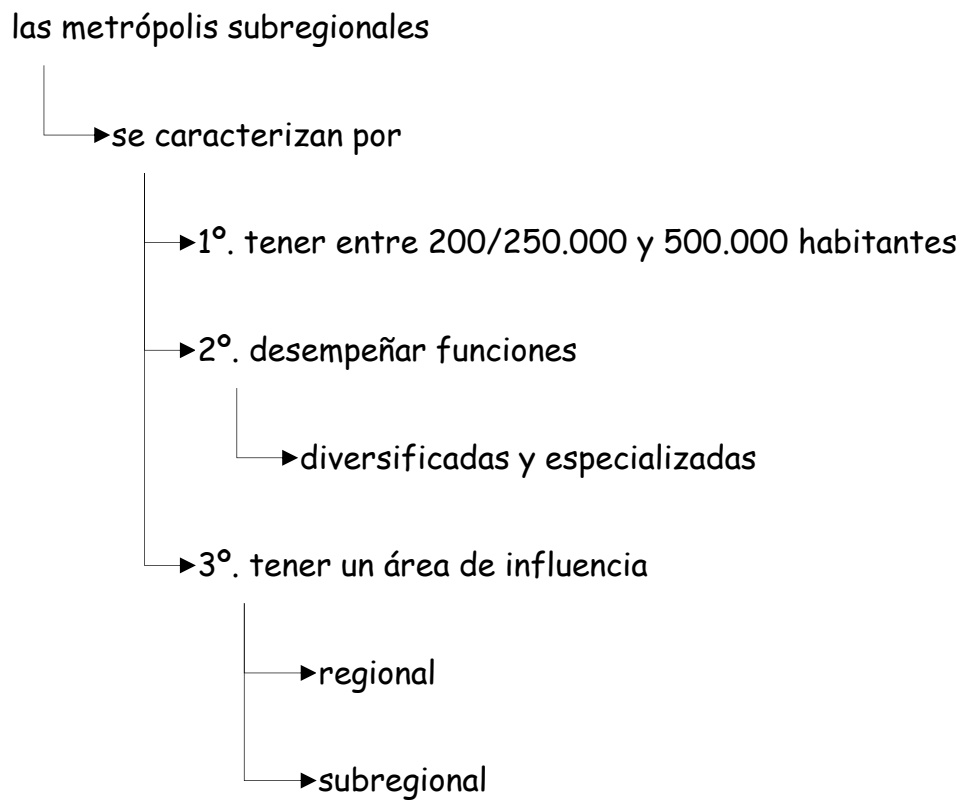 las metrópolis subregionales
se caracterizan por
1º. tener entre 200/250.000 y 500.000 habitantes
2º. desempeñar funciones
diversificadas y especializadas
3º. tener un área de influencia
regional
subregional